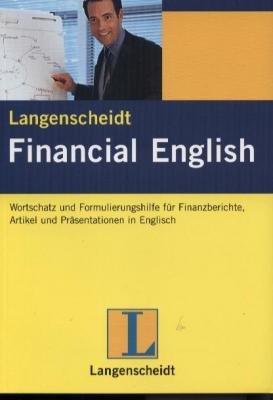 Langenscheidt
Financial English
Wortschatz und Formulierungshilfe für Finanzberichte,
Artikel und Präsentationen in Englisch
L
Langenscheidt